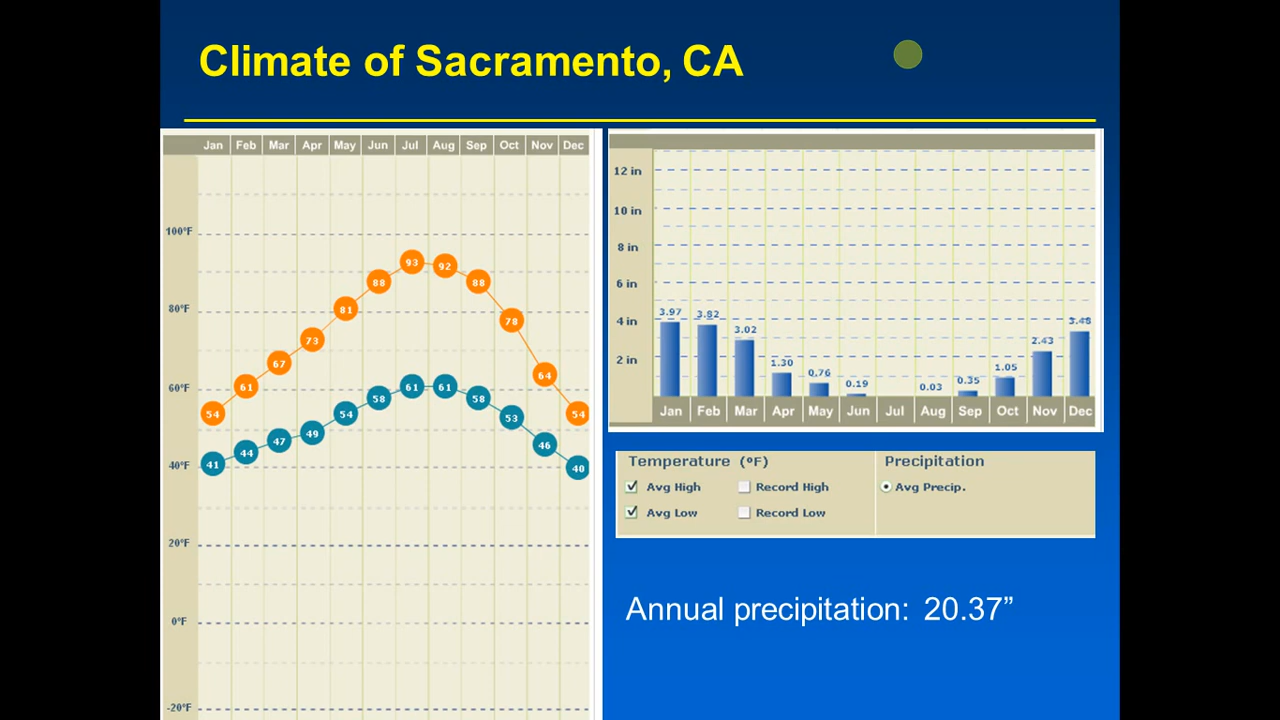 Climate of Sacramento, CA
Jan Feb Mar Apr May Jun Jul Aug Sep Oct Nov Dec
100°F
80°F
60°F
40°F
20°F
0°F
-20°F
54 61 67 73 81 88 93 92 88 78 64 54
41 44 47 49 54 58 61 61 58 53 46 40
12 in
10 in
8 in
6 in
4 in
2 in
3.97 3.82 3.02 1.30 0.76 0.19 0.03 0.35 1.05 2.43 3.48
Jan Feb Mar Apr May Jun Jul Aug Sep Oct Nov Dec
Temperature (°F)
Avg High Record High
Avg Low Record Low
Precipitation
Avg Precip.
Annual precipitation: 20.37”